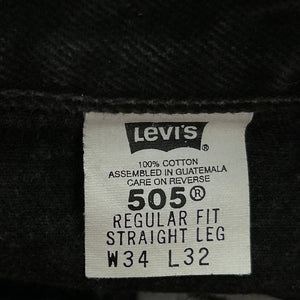 Levi's ®
100% COTTON
ASSEMBLED IN GUATEMALA
CARE ON REVERSE
505®
REGULAR FIT
STRAIGHT LEG
W34 L32